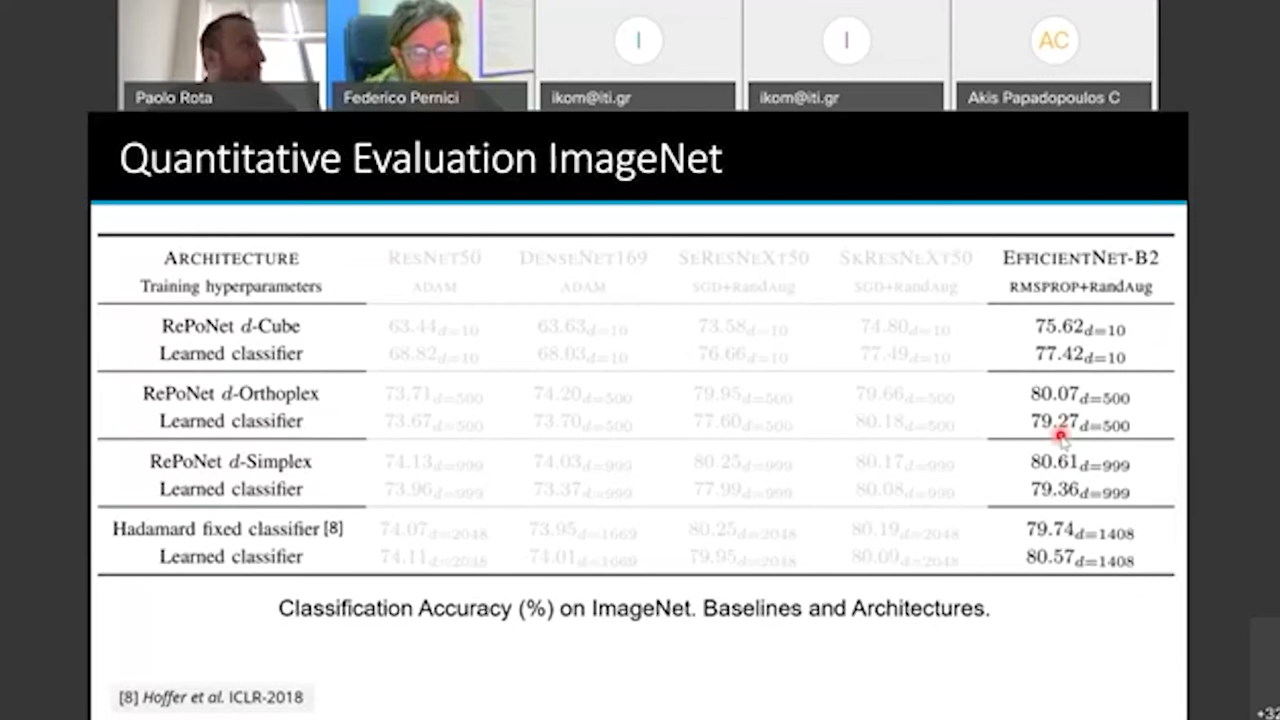 I
I
AC
Paolo Rota
Federico Pernici
ikom@iti.gr
ikom@iti.gr
Akis Papadopoulos C
Quantitative Evaluation ImageNet
ARCHITECTURE RESNET50 DENSENET169 SERESNEXT50 SKRESNEXT50 EFFICIENTNET-B2
Training hyperparameters ADAM ADAM SGD+RandAug SGD+RandAug RMSPROP+RandAug
RePoNet d-Cube 63.44d=10 63.63d=10 73.58d=10 74.80d=10 75.62d=10
Learned classifier 68.82d=10 68.03d=10 76.66d=10 77.49d=10 77.42d=10
RePoNet d-Orthoplex 73.71d=500 74.20d=500 79.95d=500 79.66d=500 80.07d=500
Learned classifier 73.67d=500 73.70d=500 77.60d=500 80.18d=500 79.27d=500
RePoNet d-Simplex 74.13d=999 74.03d=999 80.25d=999 80.17d=999 80.61d=999
Learned classifier 73.96d=999 73.37d=999 77.99d=999 80.08d=999 79.36d=999
Hadamard fixed classifier [8] 74.07d=2048 73.95d=1669 80.25d=2048 80.19d=2048 79.74d=1408
Learned classifier 74.11d=2048 74.01d=1669 79.95d=2048 80.09d=2048 80.57d=1408
Classification Accuracy (%) on ImageNet. Baselines and Architectures.
[8] Hoffer et al. ICLR-2018